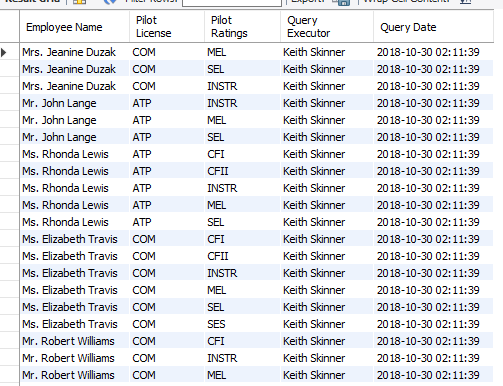 Result Grid Filter Rows: Export: Wrap Cell Content:
Employee Name Pilot License Pilot Ratings Query Executor Query Date
Mrs. Jeanine Duzak COM MEL Keith Skinner 2018-10-30 02:11:39
Mrs. Jeanine Duzak COM SEL Keith Skinner 2018-10-30 02:11:39
Mrs. Jeanine Duzak COM INSTR Keith Skinner 2018-10-30 02:11:39
Mr. John Lange ATP INSTR Keith Skinner 2018-10-30 02:11:39
Mr. John Lange ATP MEL Keith Skinner 2018-10-30 02:11:39
Mr. John Lange ATP SEL Keith Skinner 2018-10-30 02:11:39
Ms. Rhonda Lewis ATP CFI Keith Skinner 2018-10-30 02:11:39
Ms. Rhonda Lewis ATP CFII Keith Skinner 2018-10-30 02:11:39
Ms. Rhonda Lewis ATP INSTR Keith Skinner 2018-10-30 02:11:39
Ms. Rhonda Lewis ATP MEL Keith Skinner 2018-10-30 02:11:39
Ms. Rhonda Lewis ATP SEL Keith Skinner 2018-10-30 02:11:39
Ms. Elizabeth Travis COM CFI Keith Skinner 2018-10-30 02:11:39
Ms. Elizabeth Travis COM CFII Keith Skinner 2018-10-30 02:11:39
Ms. Elizabeth Travis COM INSTR Keith Skinner 2018-10-30 02:11:39
Ms. Elizabeth Travis COM MEL Keith Skinner 2018-10-30 02:11:39
Ms. Elizabeth Travis COM SEL Keith Skinner 2018-10-30 02:11:39
Ms. Elizabeth Travis COM SES Keith Skinner 2018-10-30 02:11:39
Mr. Robert Williams COM CFI Keith Skinner 2018-10-30 02:11:39
Mr. Robert Williams COM INSTR Keith Skinner 2018-10-30 02:11:39
Mr. Robert Williams COM MEL Keith Skinner 2018-10-30 02:11:39